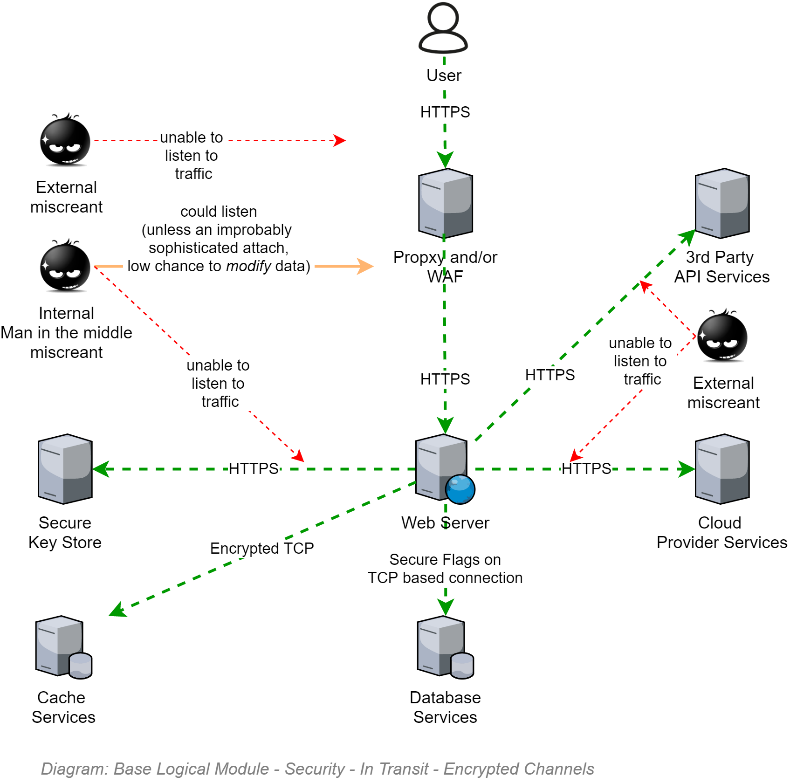 User
HTTPS
unable to
listen to
traffic
External
miscreant
could listen
(unless an improbably
sophisticated attach,
low chance to modify data)
Propxy and/or
WAF
3rd Party
API Services
Internal
Man in the middle
miscreant
unable to
listen to
traffic
HTTPS
HTTPS
unable to
listen to
traffic
External
miscreant
HTTPS
HTTPS
Secure
Key Store
Web Server
Cloud
Provider Services
Encrypted TCP
Secure Flags on
TCP based connection
Cache
Services
Database
Services
Diagram: Base Logical Module - Security - In Transit - Encrypted Channels